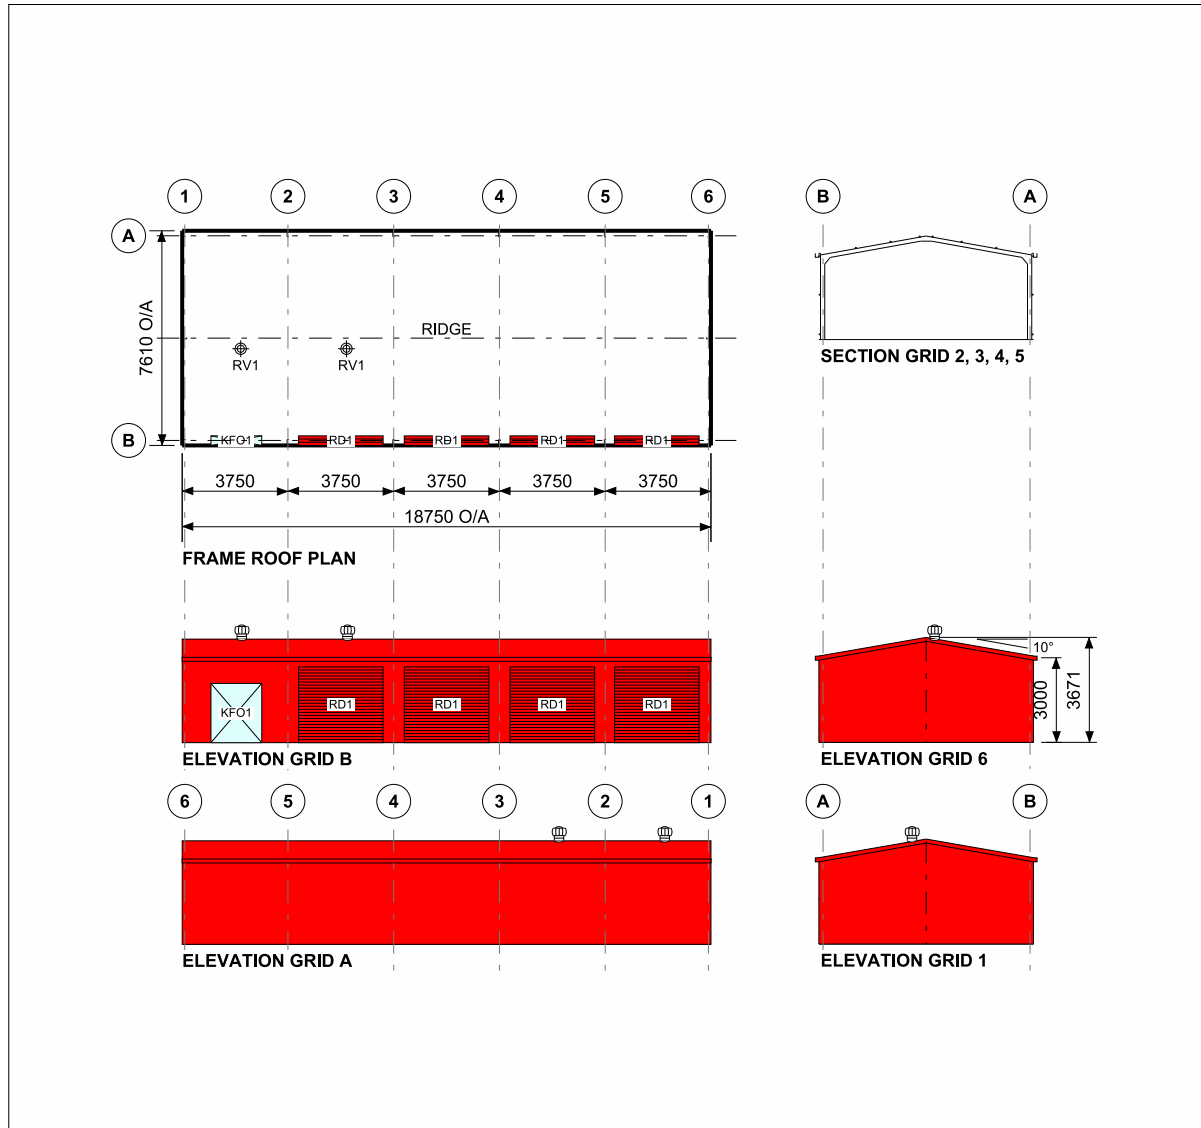 1 2 3 4 5 6 B A
A
7610 O/A
RIDGE
RV1 RV1
SECTION GRID 2, 3, 4, 5
B
KFO1 RD1 RD1 RD1 RD1
3750 3750 3750 3750 3750
18750 O/A
FRAME ROOF PLAN
10°
3000
3671
KFO1 RD1 RD1 RD1 RD1
ELEVATION GRID B ELEVATION GRID 6
6 5 4 3 2 1 A B
ELEVATION GRID A ELEVATION GRID 1